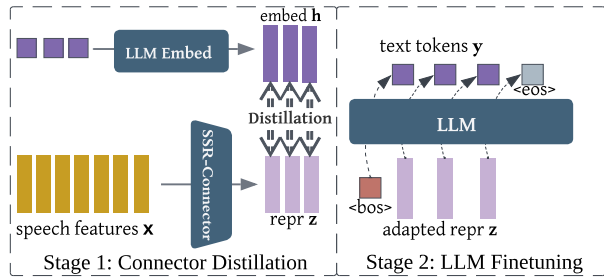 embed h
LLM Embed
Distillation
SSR-Connector
speech features x
repr z
Stage 1: Connector Distillation
text tokens y
<eos>
LLM
<bos>
adapted repr z
Stage 2: LLM Finetuning